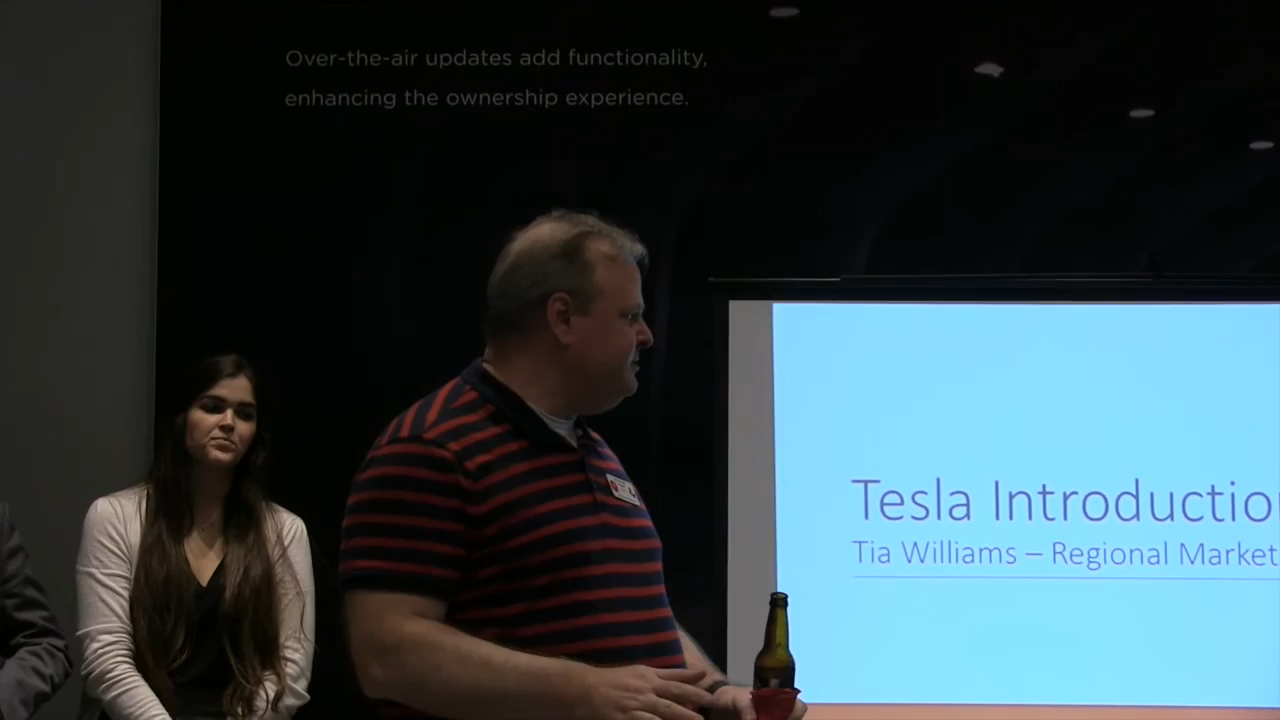 Over-the-air updates add functionality,
enhancing the ownership experience.
Tesla Introductio
Tia Williams – Regional Market